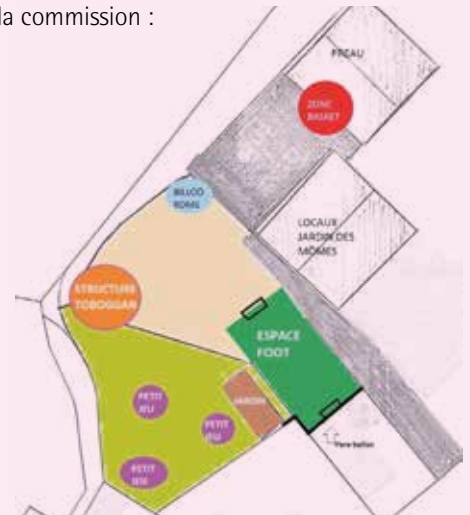 la commission :
PREAU
ZONE
BASKET
BILLOD
ROME
LOCAUX
JARDIN DES
MÔMES
STRUCTURE
TOBOGGAN
ESPACE
FOOT
PETIT
JEU
JARDIN
PETIT
JEU
PETIT
JEU
Pare ballon